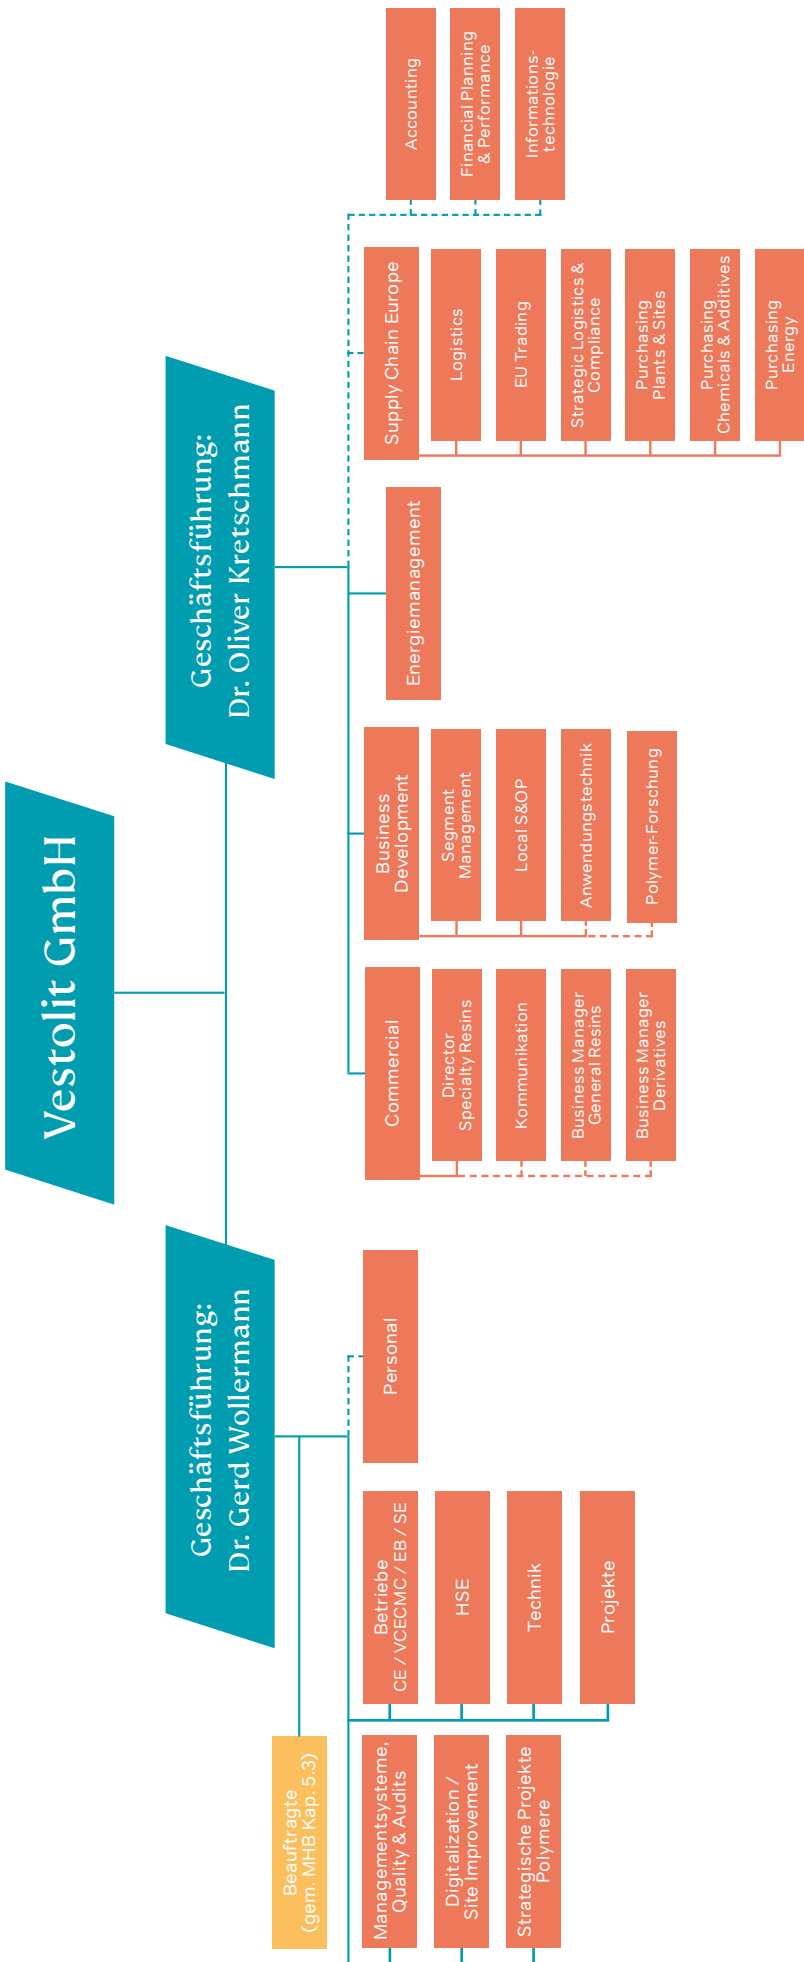 Vestolit GmbH
Geschäftsführung:
Dr. Gerd Wollermann
Geschäftsführung:
Dr. Oliver Kretschmann
Beauftragte
(gem. MHB Kap. 5.3)
Managementsysteme,
Quality & Audits
Digitalization /
Site Improvement
Strategische Projekte
Polymere
Betriebe
CE / VCECMC / EB / SE
HSE
Technik
Projekte
Personal
Commercial
Director
Specialty Resins
Kommunikation
Business Manager
General Resins
Business Manager
Derivatives
Business
Development
Segment
Management
Local S&OP
Anwendungstechnik
Polymer-Forschung
Energiemanagement
Supply Chain Europe
Logistics
EU Trading
Strategic Logistics &
Compliance
Purchasing
Plants & Sites
Purchasing
Chemicals & Additives
Purchasing
Energy
Accounting
Financial Planning
& Performance
Informations-
technologie